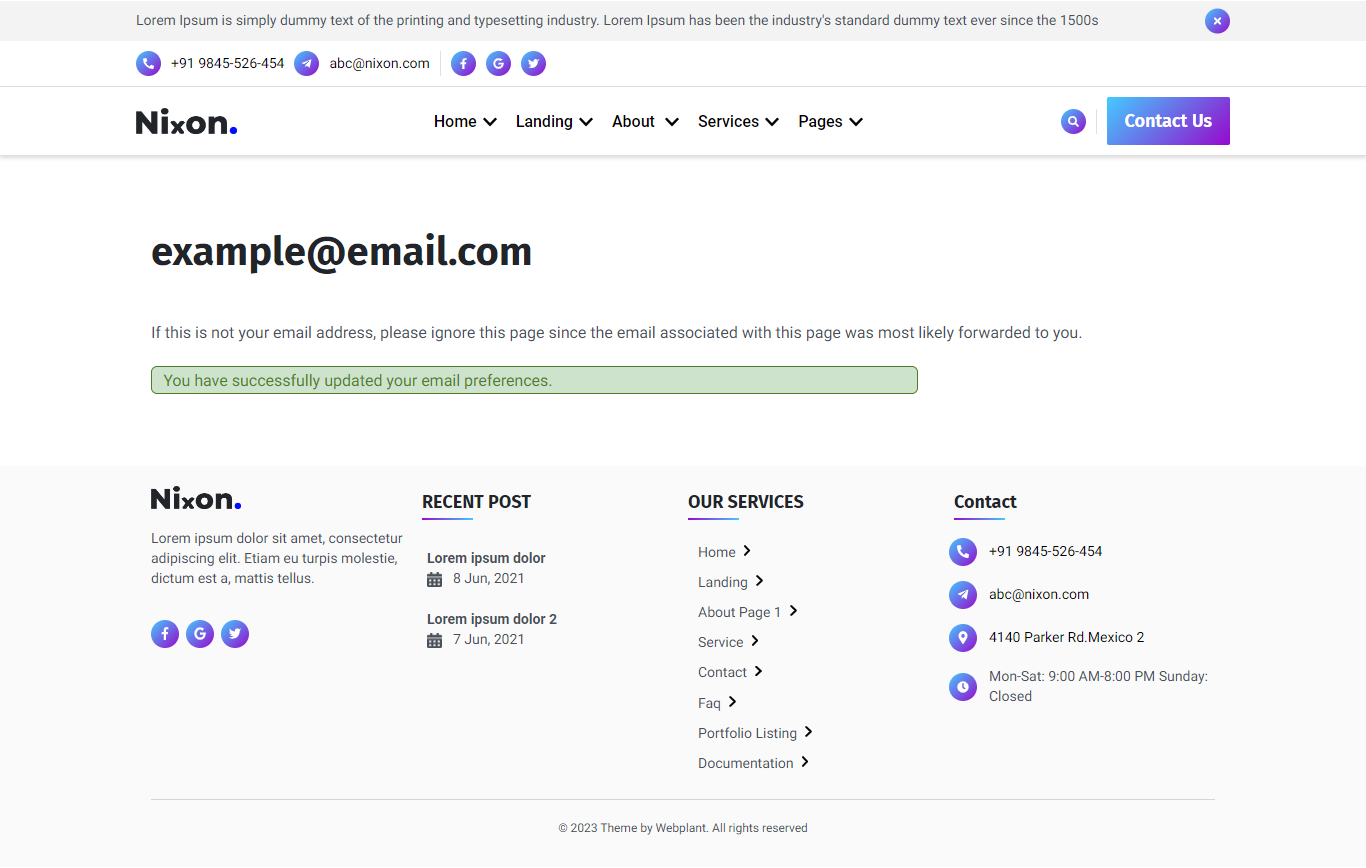 Lorem Ipsum is simply dummy text of the printing and typesetting industry. Lorem Ipsum has been the industry's standard dummy text ever since the 1500s
+91 9845-526-454 abc@nixon.com
Nixon. Home Landing About Services Pages Contact Us
example@email.com
If this is not your email address, please ignore this page since the email associated with this page was most likely forwarded to you.
You have successfully updated your email preferences.
Nixon.
Lorem ipsum dolor sit amet, consectetur
adipiscing elit. Etiam eu turpis molestie,
dictum est a, mattis tellus.
RECENT POST
Lorem ipsum dolor
8 Jun, 2021
Lorem ipsum dolor 2
7 Jun, 2021
OUR SERVICES
Home
Landing
About Page 1
Service
Contact
Faq
Portfolio Listing
Documentation
Contact
+91 9845-526-454
abc@nixon.com
4140 Parker Rd.Mexico 2
Mon-Sat: 9:00 AM-8:00 PM Sunday:
Closed
© 2023 Theme by Webplant. All rights reserved